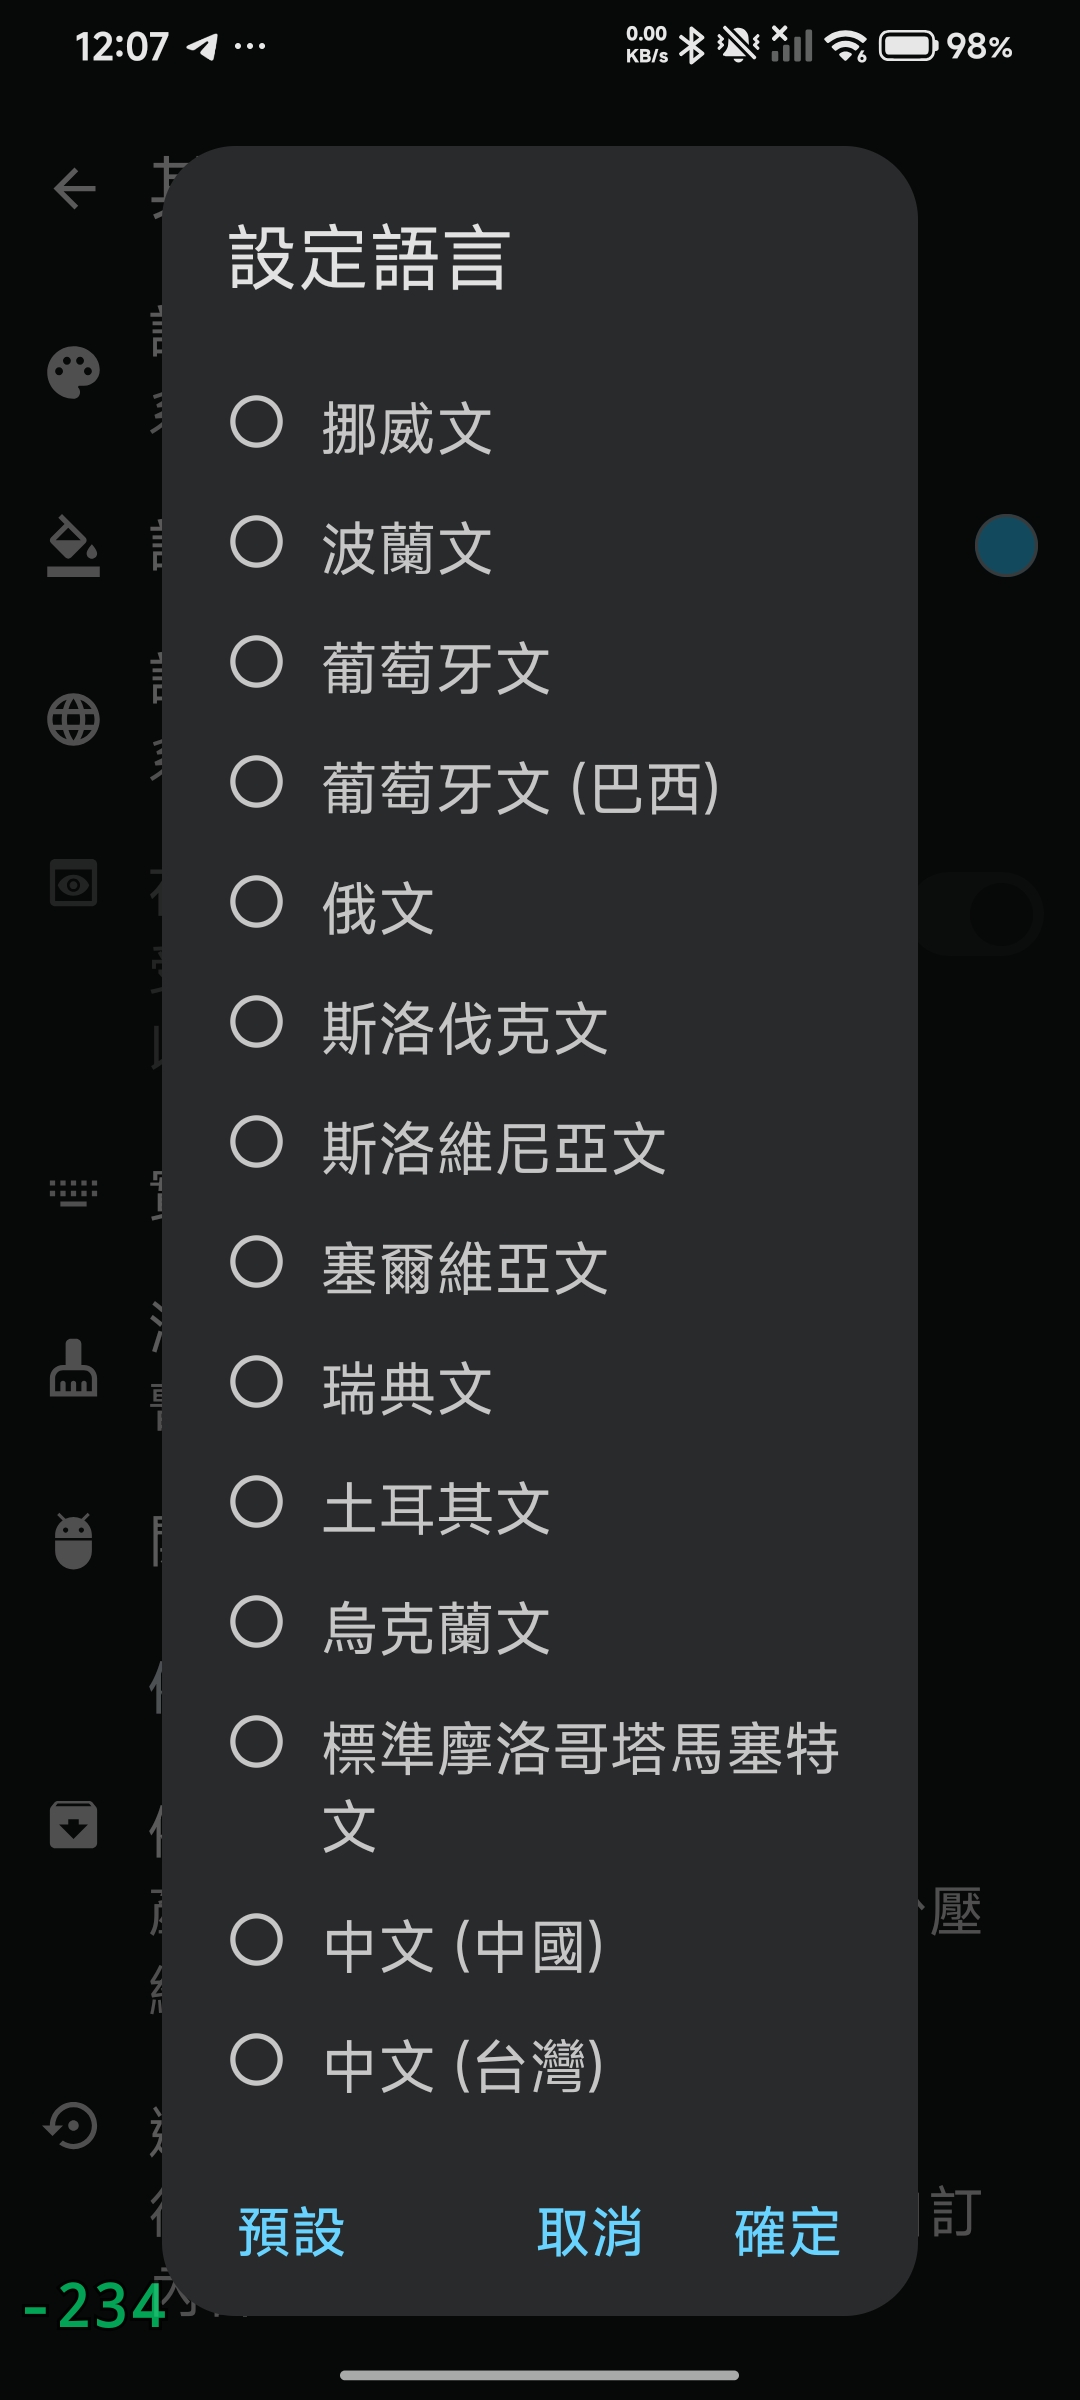 12:07
0.00 KB/s
6
98%
設定語言
挪威文
波蘭文
葡萄牙文
葡萄牙文 (巴西)
俄文
斯洛伐克文
斯洛維尼亞文
塞爾維亞文
瑞典文
土耳其文
烏克蘭文
標準摩洛哥塔馬塞特
文
中文 (中國)
中文 (台灣)
壓
訂
預設
取消
確定
-234